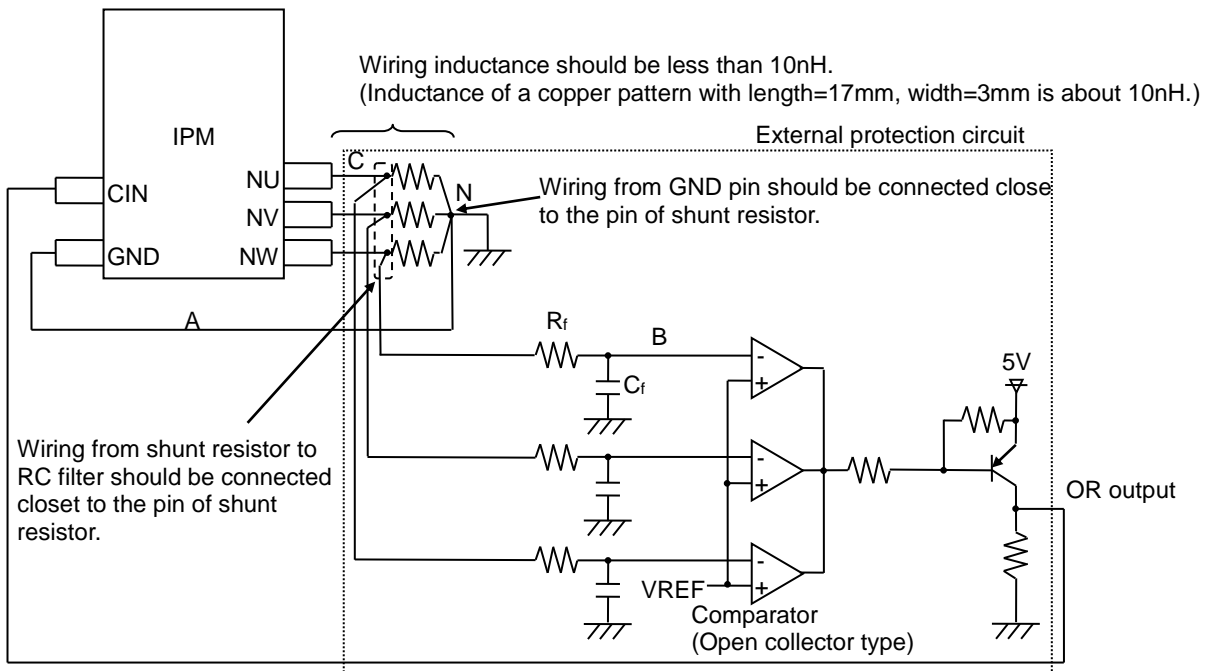 Wiring inductance should be less than 10nH.
(Inductance of a copper pattern with length=17mm, width=3mm is about 10nH.)
External protection circuit
IPM
CIN
GND
NU
NV
NW
C
N
Wiring from GND pin should be connected close
to the pin of shunt resistor.
A
Rf
B
Cf
-
+
5V
Wiring from shunt resistor to
RC filter should be connected
closet to the pin of shunt
resistor.
-
+
OR output
-
+
VREF
Comparator
(Open collector type)